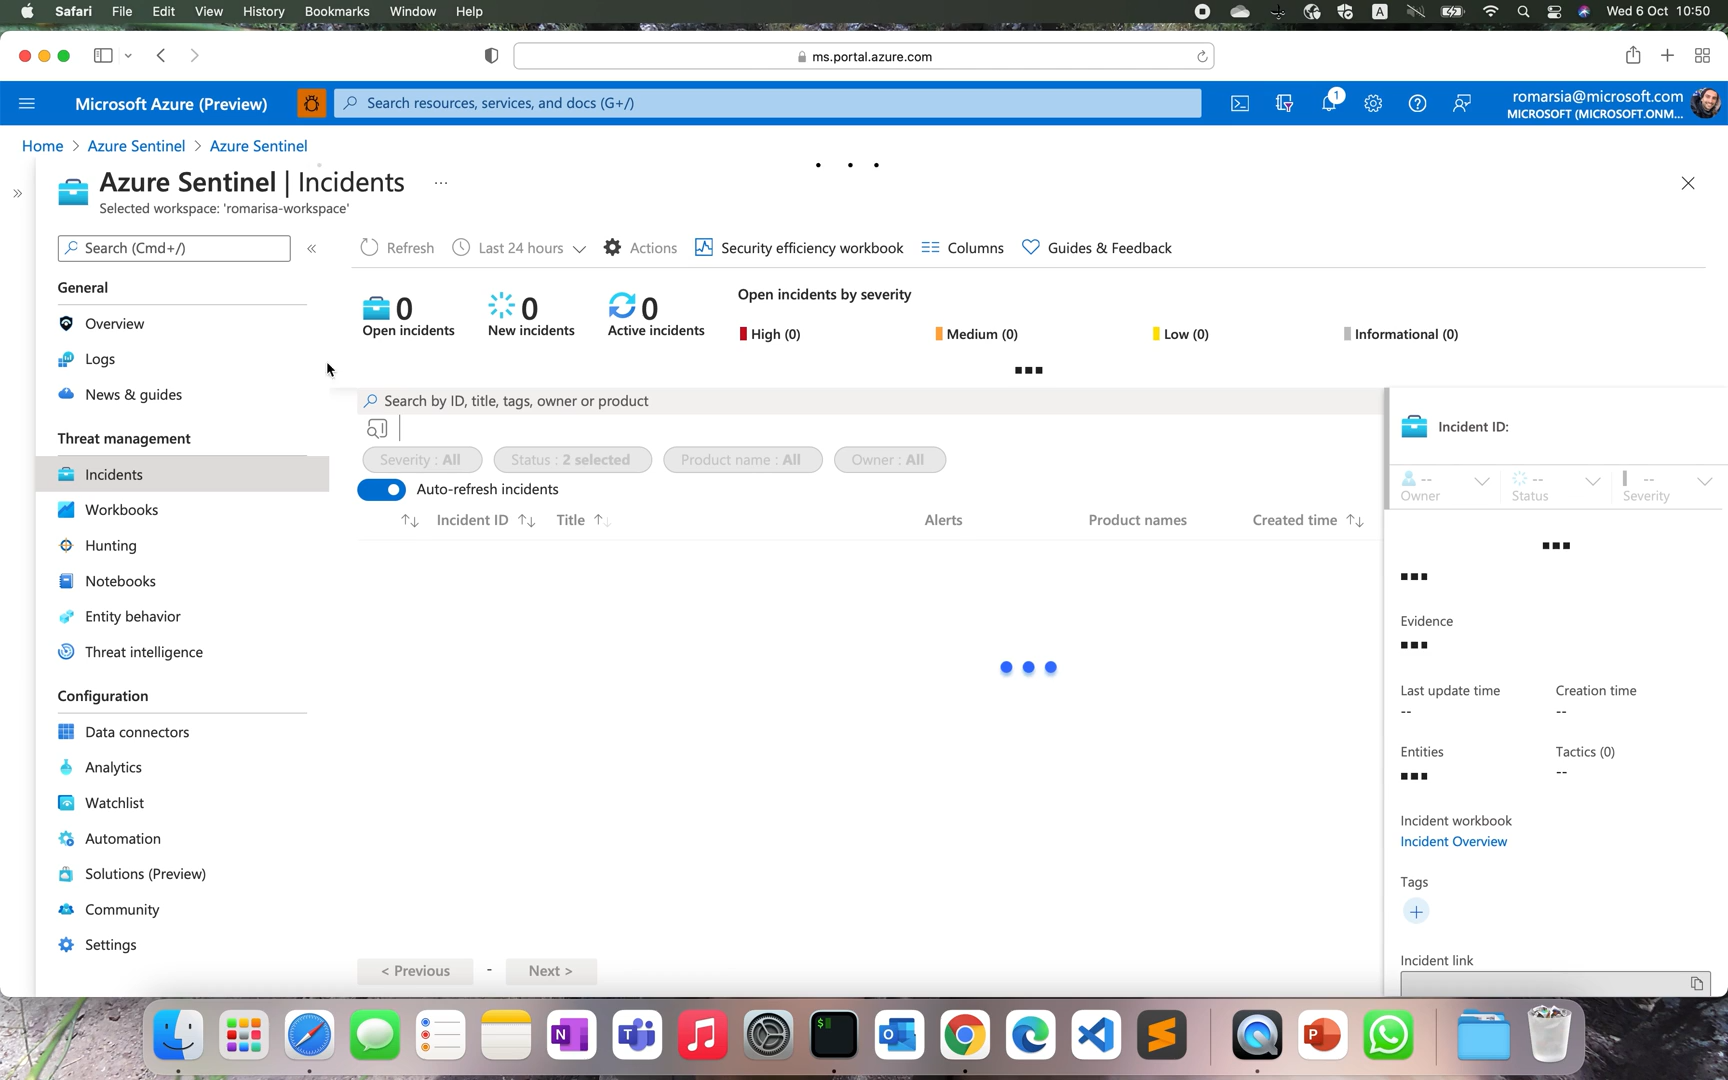 Safari File Edit View History Bookmarks Window Help A Wed 6 Oct 10:50
ms.portal.azure.com
Microsoft Azure (Preview) Search resources, services, and docs (G+/) 1 romarsia@microsoft.com
MICROSOFT (MICROSOFT.ONM...
Home > Azure Sentinel > Azure Sentinel
Azure Sentinel | Incidents ...
Selected workspace: 'romarisa-workspace'
Search (Cmd+/) «
General
Overview
Logs
News & guides
Threat management
Incidents
Workbooks
Hunting
Notebooks
Entity behavior
Threat intelligence
Configuration
Data connectors
Analytics
Watchlist
Automation
Solutions (Preview)
Community
Settings
Refresh Last 24 hours Actions Security efficiency workbook Columns Guides & Feedback
0 Open incidents
0 New incidents
0 Active incidents
Open incidents by severity
High (0) Medium (0) Low (0) Informational (0)
Search by ID, title, tags, owner or product
Severity : All Status : 2 selected Product name : All Owner : All
Auto-refresh incidents
Incident ID Title Alerts Product names Created time
< Previous - Next >
Incident ID:
-- -- --
Owner Status Severity
Evidence
Last update time Creation time
-- --
Entities Tactics (0)
--
Incident workbook
Incident Overview
Tags
+
Incident link